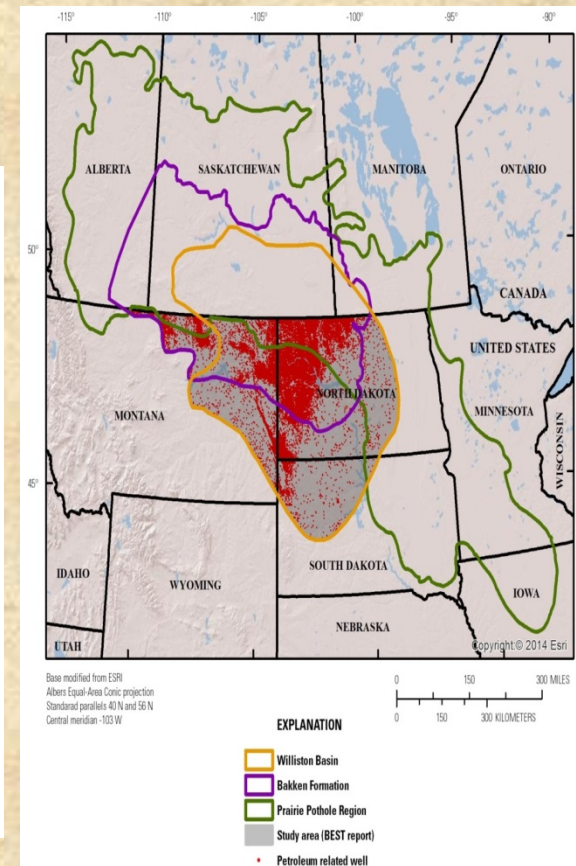 -115° -110° -105° -100° -95° -90°
ALBERTA SASKATCHEWAN MANITOBA ONTARIO
50°
CANADA
UNITED STATES
NORTH DAKOTA
MONTANA MINNESOTA
WISCONSIN
45°
SOUTH DAKOTA
IDAHO WYOMING IOWA
NEBRASKA
UTAH Copyright:© 2014 Esri
Base modified from ESRI
Albers Equal-Area Conic projection
Standarad parallels 40 N and 56 N
Central meridian -103 W
0 150 300 MILES
0 150 300 KILOMETERS
EXPLANATION
Williston Basin
Bakken Formation
Prairie Pothole Region
Study area (BEST report)
Petroleum related well